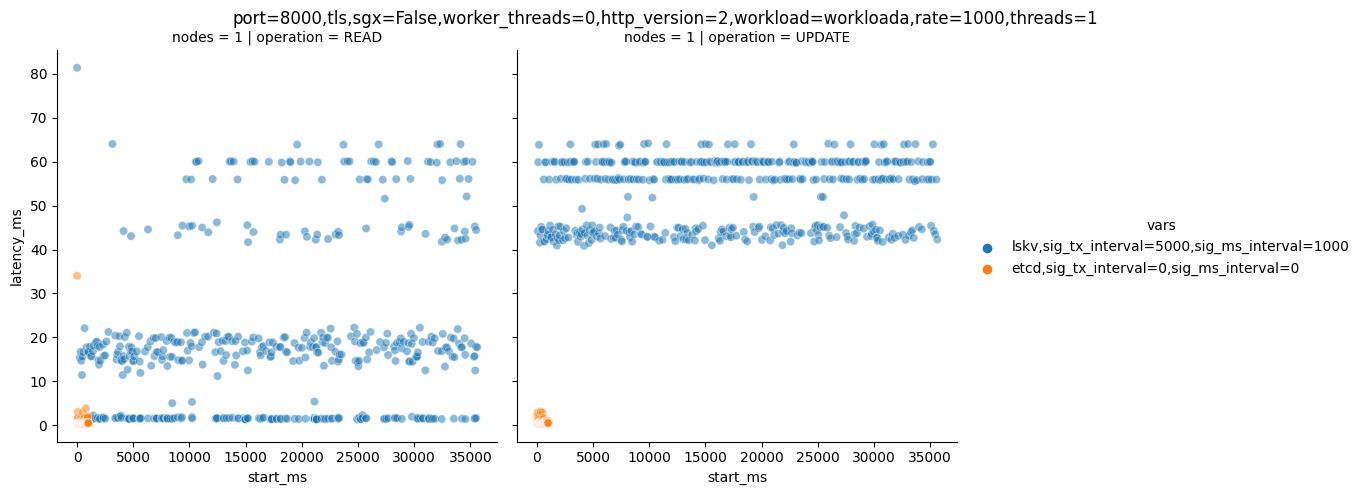 port=8000,tls,sgx=False,worker_threads=0,http_version=2,workload=workloada,rate=1000,threads=1
nodes = 1 | operation = READ
nodes = 1 | operation = UPDATE
latency_ms
80
70
60
50
40
30
20
10
0
0 5000 10000 15000 20000 25000 30000 35000
start_ms
0 5000 10000 15000 20000 25000 30000 35000
start_ms
vars
lskv,sig_tx_interval=5000,sig_ms_interval=1000
etcd,sig_tx_interval=0,sig_ms_interval=0